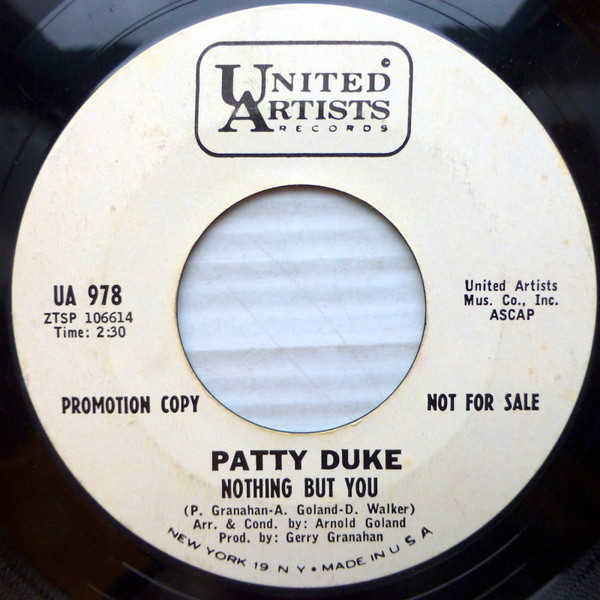 UNITED
ARTISTS
RECORDS
UA 978
ZTSP 106614
Time: 2:30
United Artists
Mus. Co., Inc.
ASCAP
PROMOTION COPY
NOT FOR SALE
PATTY DUKE
NOTHING BUT YOU
(P. Granahan-A. Goland-D. Walker)
Arr. & Cond. by: Arnold Goland
Prod. by: Gerry Granahan
NEW YORK 19 N Y • MADE IN U S A